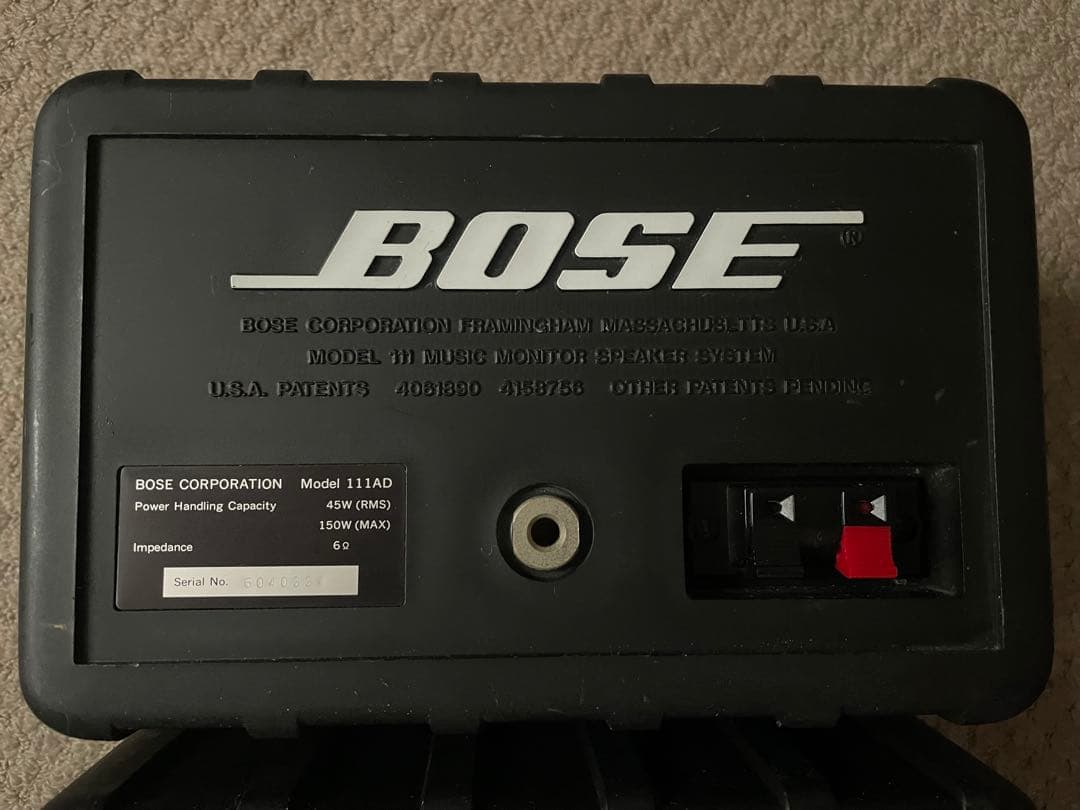 BOSE®
BOSE CORPORATION FRAMINGHAM MASSACHUSETTS U.S.A
MODEL 111 MUSIC MONITOR SPEAKER SYSTEM
U.S.A. PATENTS 4061890 4158756 OTHER PATENTS PENDING
BOSE CORPORATION Model 111AD
Power Handling Capacity 45W (RMS)
150W (MAX)
Impedance 6Ω
Serial No.